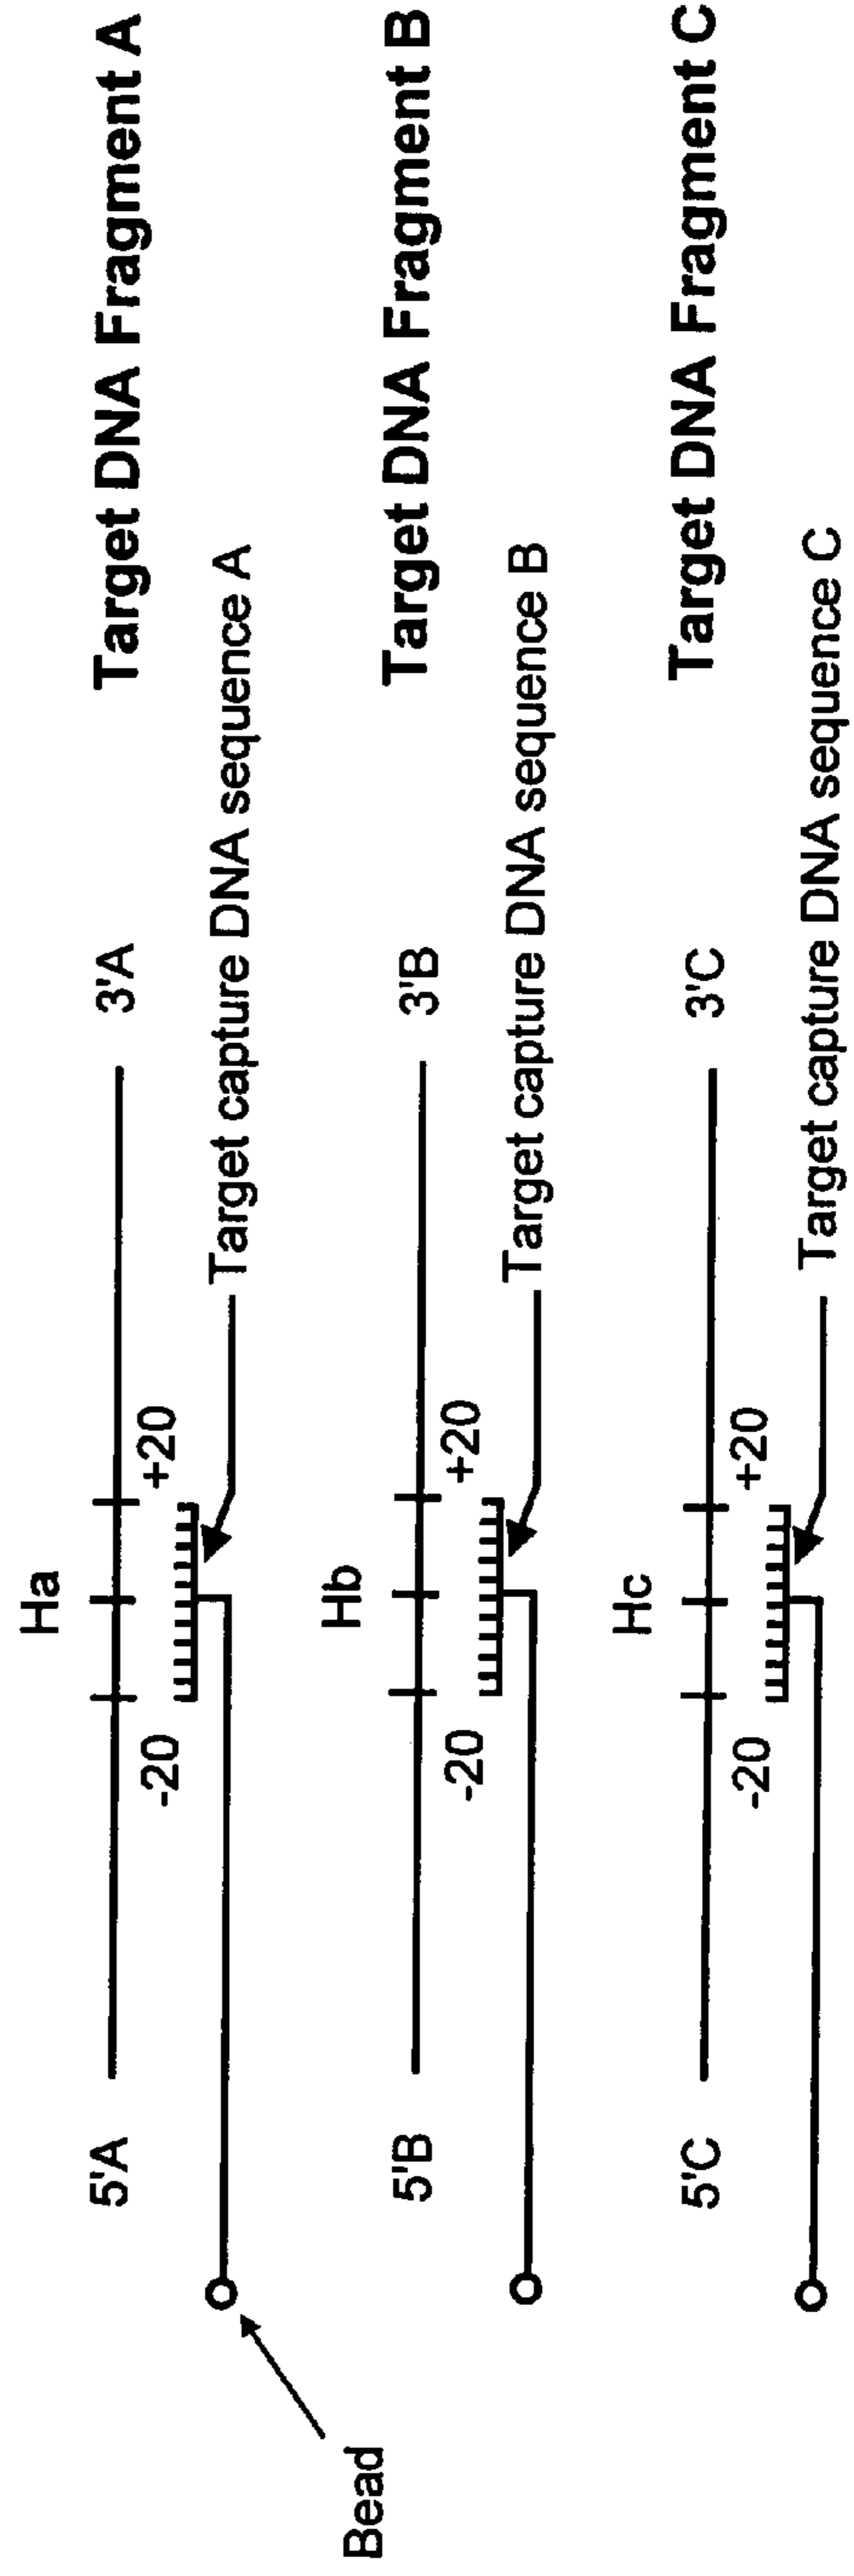 Ha
5'A
3'A
Target DNA Fragment A
-20
+20
Target capture DNA sequence A
Bead
Hb
5'B
3'B
Target DNA Fragment B
-20
+20
Target capture DNA sequence B
Hc
5'C
3'C
Target DNA Fragment C
-20
+20
Target capture DNA sequence C